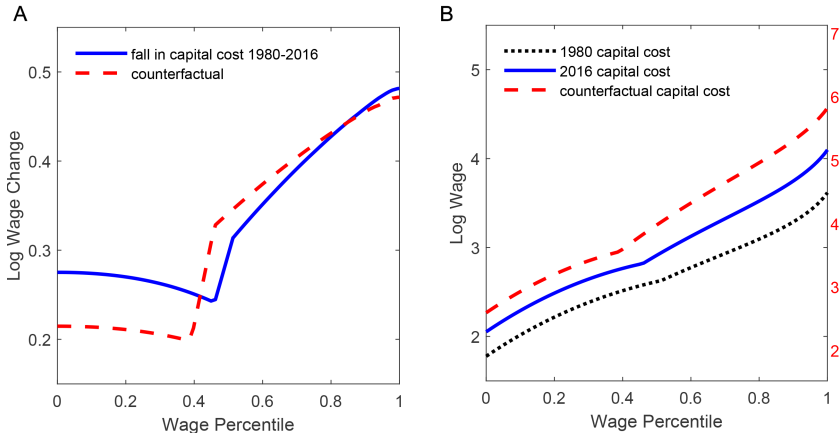 A
fall in capital cost 1980-2016
counterfactual
0.5
0.4
0.3
0.2
Log Wage Change
0 0.2 0.4 0.6 0.8 1
Wage Percentile
B
1980 capital cost
2016 capital cost
counterfactual capital cost
5
4
3
2
Log Wage
7
6
5
4
3
2
0 0.2 0.4 0.6 0.8 1
Wage Percentile